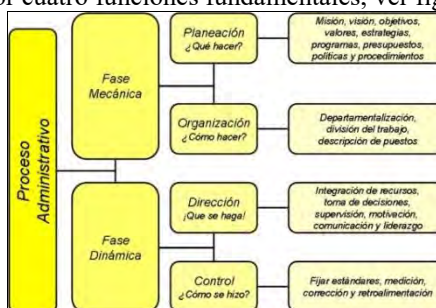 or cuatro funciones fundamentales, ver fig
Proceso
Administrativo
Fase
Mecánica
Planeación
¿Qué hacer?
Misión, visión, objetivos,
valores, estrategias,
programas, presupuestos,
políticas y procedimientos
Organización
¿Cómo hacer?
Departamentalización,
división del trabajo,
descripción de puestos
Fase
Dinámica
Dirección
¡Que se haga!
Integración de recursos,
toma de decisiones,
supervisión, motivación,
comunicación y liderazgo
Control
¿Cómo se hizo?
Fijar estándares, medición,
corrección y retroalimentación